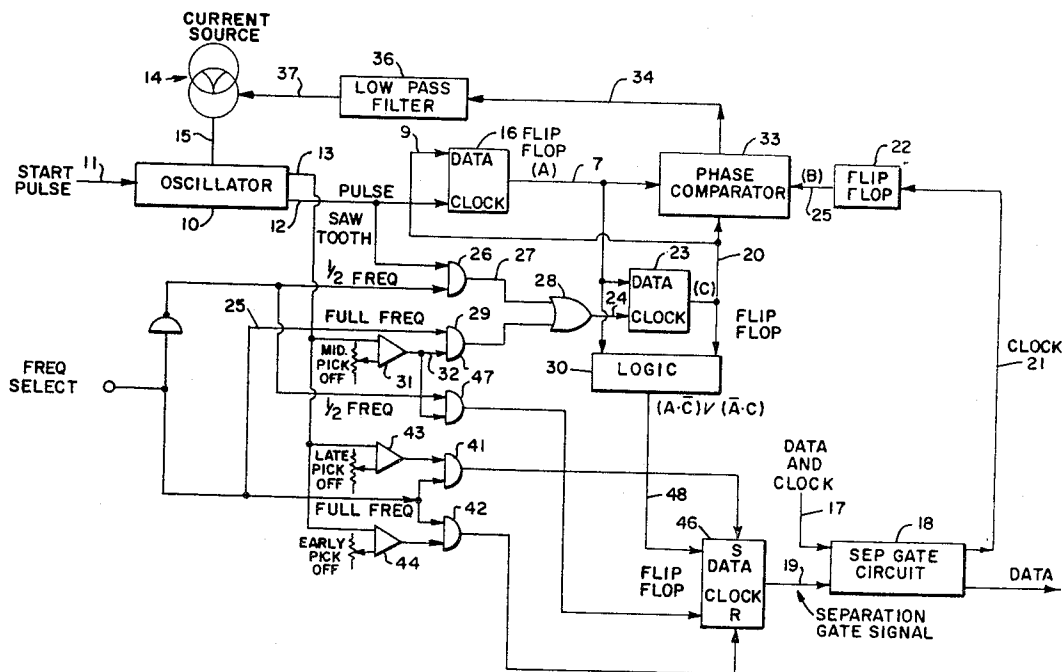 CURRENT
SOURCE
14
15
37
36
LOW PASS
FILTER
34
START
PULSE
11
OSCILLATOR
10
13
12
PULSE
SAW
TOOTH
9
16
FLIP
FLOP
(A)
DATA
CLOCK
7
33
PHASE
COMPARATOR
(B)
25
22
FLIP
FLOP
26
27
1/2 FREQ
28
23
DATA
CLOCK
24
(C)
20
FLIP
FLOP
25
FULL FREQ
29
MID.
PICK
OFF
31
32
47
30
LOGIC
(A·C̅)V(A̅·C)
FREQ
SELECT
1/2 FREQ
CLOCK
21
43
41
LATE
PICK
OFF
FULL FREQ
42
EARLY
PICK
OFF
44
48
DATA
AND
CLOCK
17
46
S
DATA
CLOCK
R
FLIP
FLOP
18
SEP GATE
CIRCUIT
19
SEPARATION
GATE SIGNAL
DATA